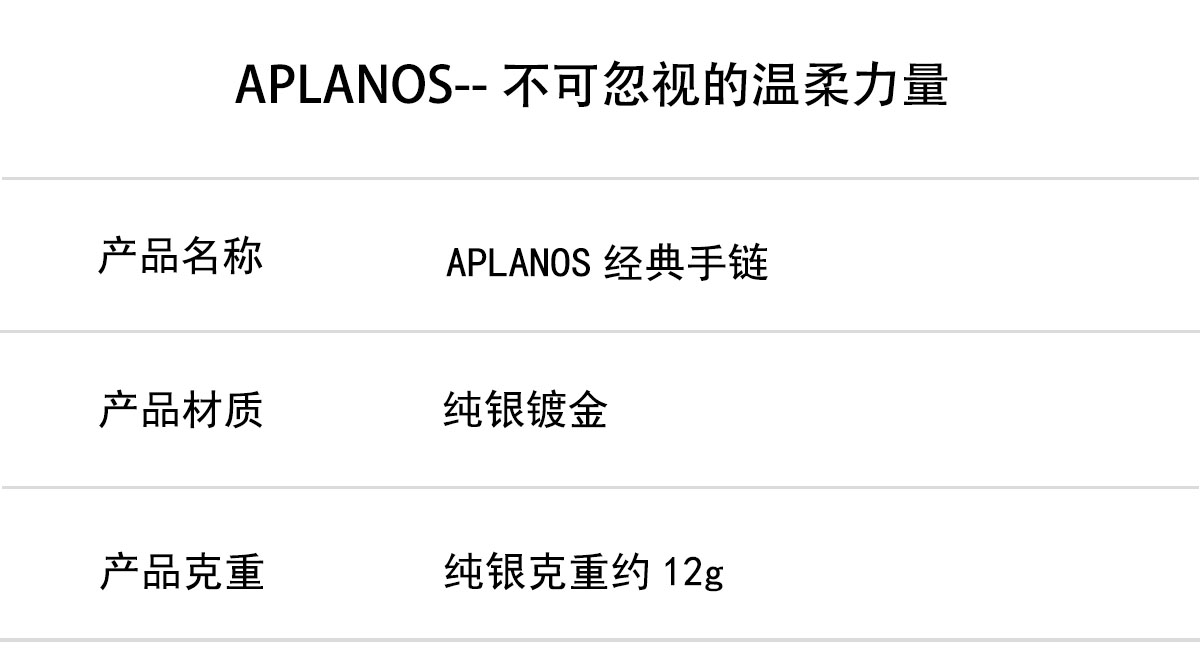 APLANOS-- 不可忽视的温柔力量
产品名称 APLANOS 经典手链
产品材质 纯银镀金
产品克重 纯银克重约 12g